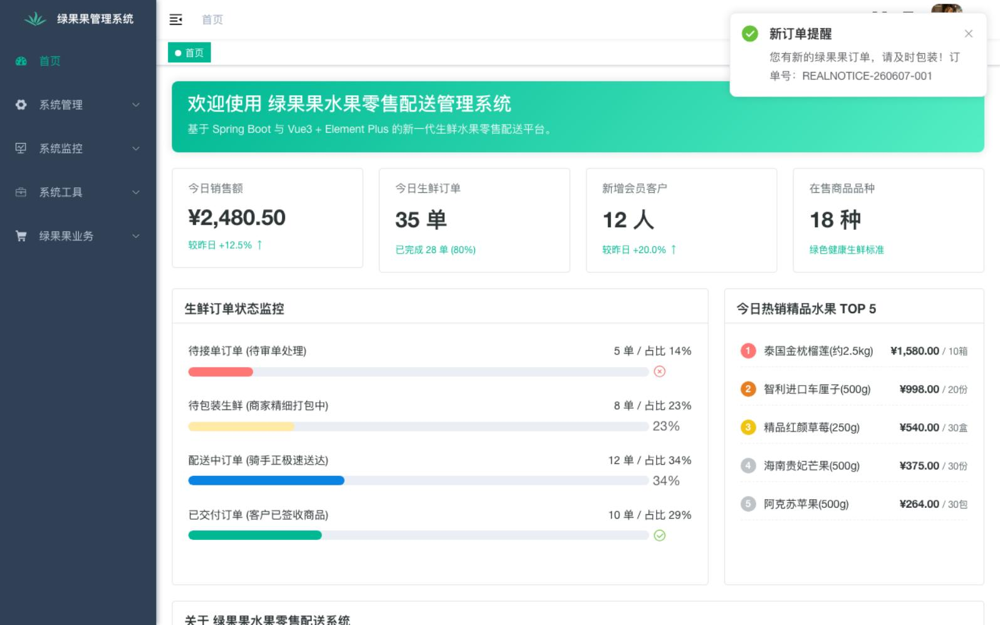 绿果果管理系统
首页
系统管理
系统监控
系统工具
绿果果业务
首页
首页
新订单提醒
您有新的绿果果订单，请及时包装！订
单号：REALNOTICE-260607-001
欢迎使用 绿果果水果零售配送管理系统
基于 Spring Boot 与 Vue3 + Element Plus 的新一代生鲜水果零售配送平台。
今日销售额
¥2,480.50
较昨日 +12.5% ↑
今日生鲜订单
35 单
已完成 28 单 (80%)
新增会员客户
12 人
较昨日 +20.0% ↑
在售商品品种
18 种
绿色健康生鲜标准
生鲜订单状态监控
待接单订单 (待审单处理) 5 单 / 占比 14%
待包装生鲜 (商家精细打包中) 8 单 / 占比 23%
23%
配送中订单 (骑手正极速送达) 12 单 / 占比 34%
34%
已交付订单 (客户已签收商品) 10 单 / 占比 29%
今日热销精品水果 TOP 5
1 泰国金枕榴莲(约2.5kg) ¥1,580.00 / 10箱
2 智利进口车厘子(500g) ¥998.00 / 20份
3 精品红颜草莓(250g) ¥540.00 / 30盒
4 海南贵妃芒果(500g) ¥375.00 / 30份
5 阿克苏苹果(500g) ¥264.00 / 30包
关于 绿果果水果零售配送系统